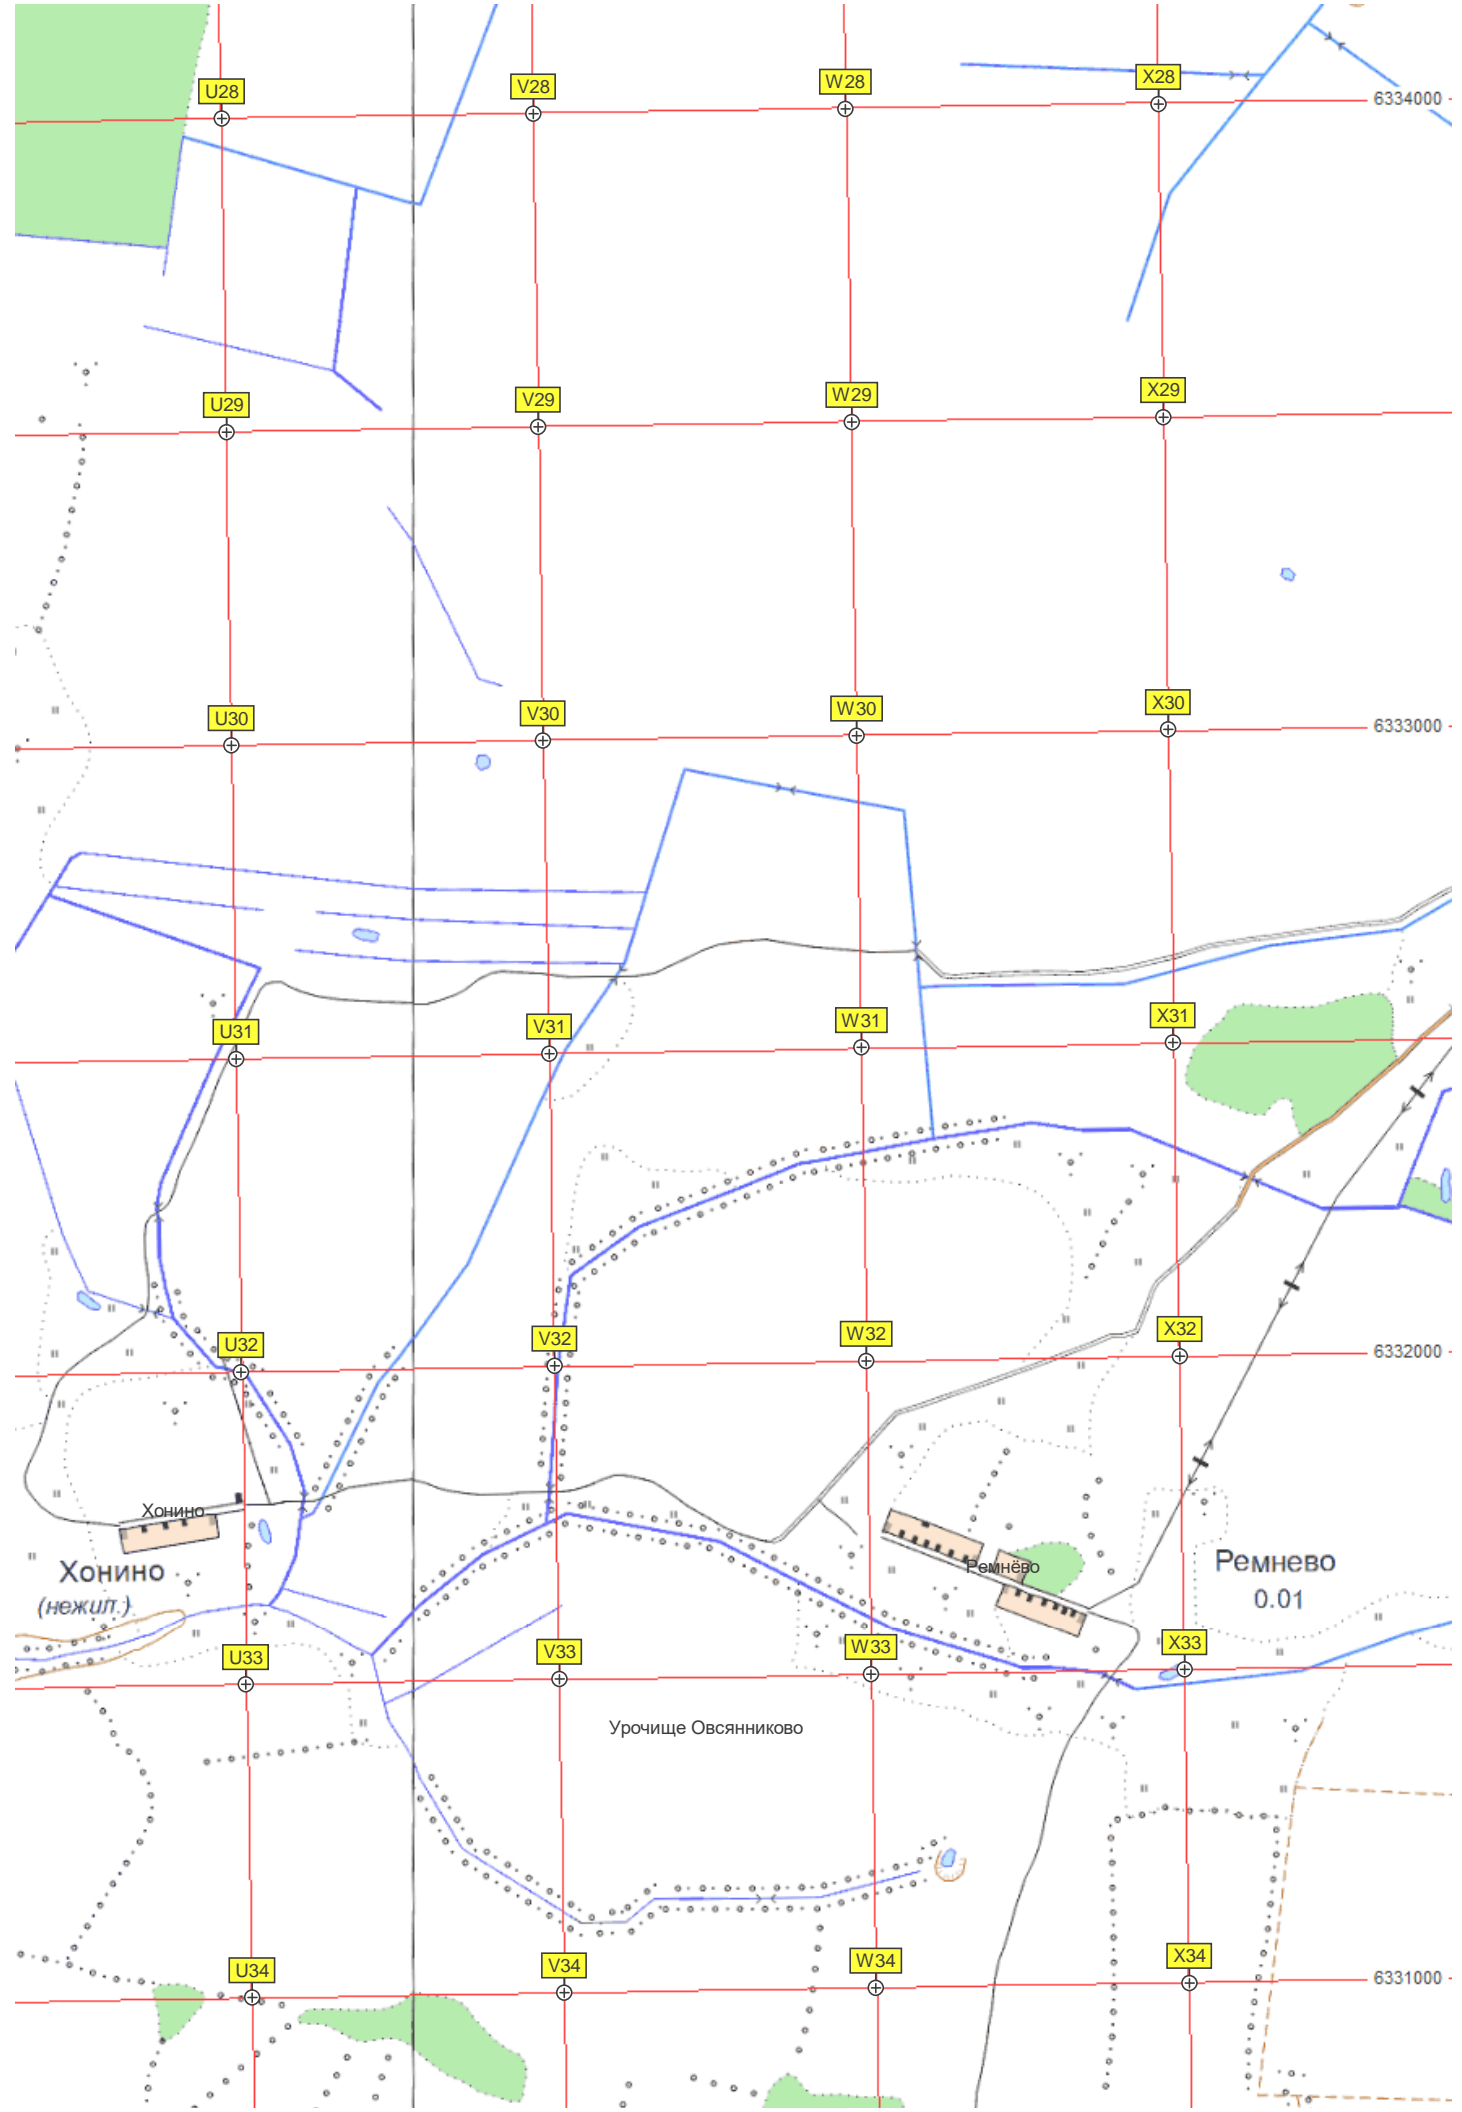 U28
V28
W28
X28
6334000
U29
V29
W29
X29
U30
V30
W30
X30
6333000
U31
V31
W31
X31
U32
V32
W32
X32
6332000
Хонино
Хонино
(нежил.)
Ремнёво
Ремнево
0.01
U33
V33
W33
X33
Урочище Овсянниково
U34
V34
W34
X34
6331000